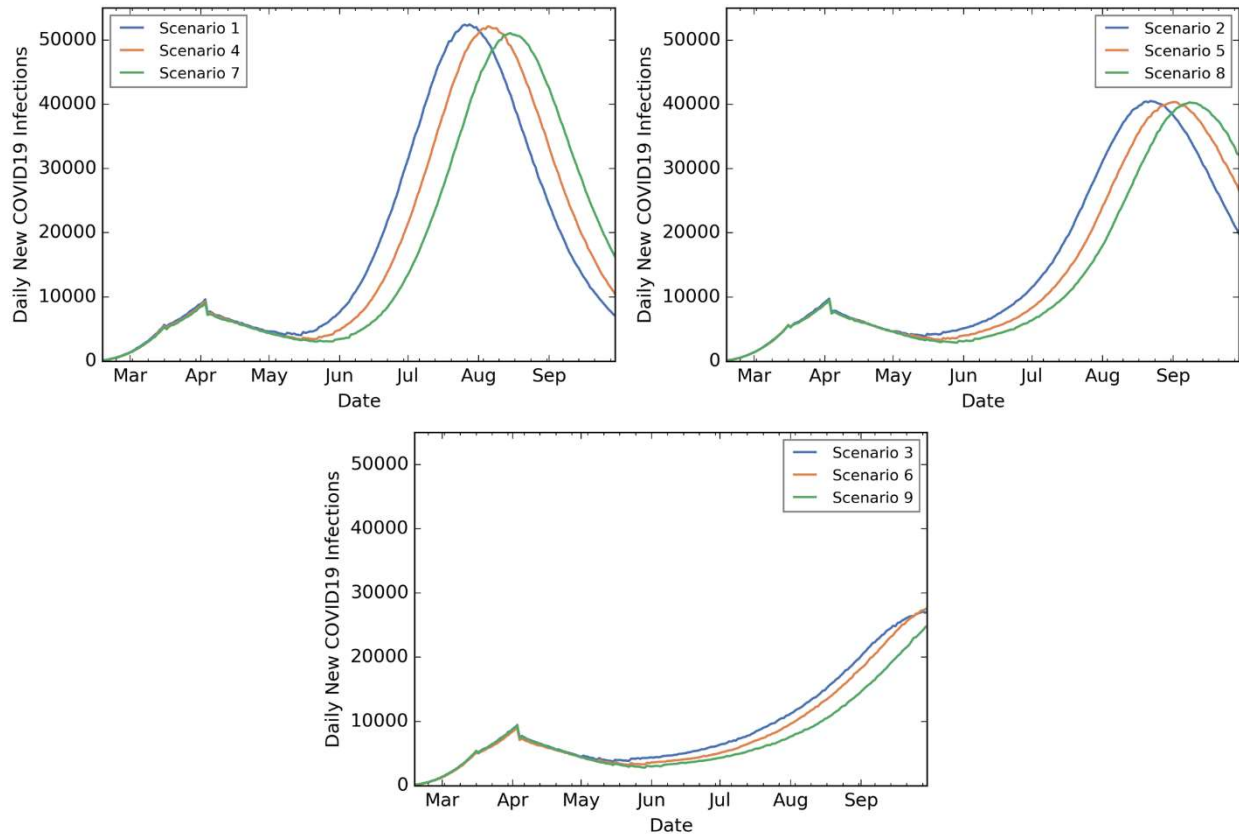 Daily New COVID19 Infections
50000
40000
30000
20000
10000
0
Scenario 1
Scenario 4
Scenario 7
Mar Apr May Jun Jul Aug Sep
Date
Daily New COVID19 Infections
50000
40000
30000
20000
10000
0
Scenario 2
Scenario 5
Scenario 8
Mar Apr May Jun Jul Aug Sep
Date
Daily New COVID19 Infections
50000
40000
30000
20000
10000
0
Scenario 3
Scenario 6
Scenario 9
Mar Apr May Jun Jul Aug Sep
Date